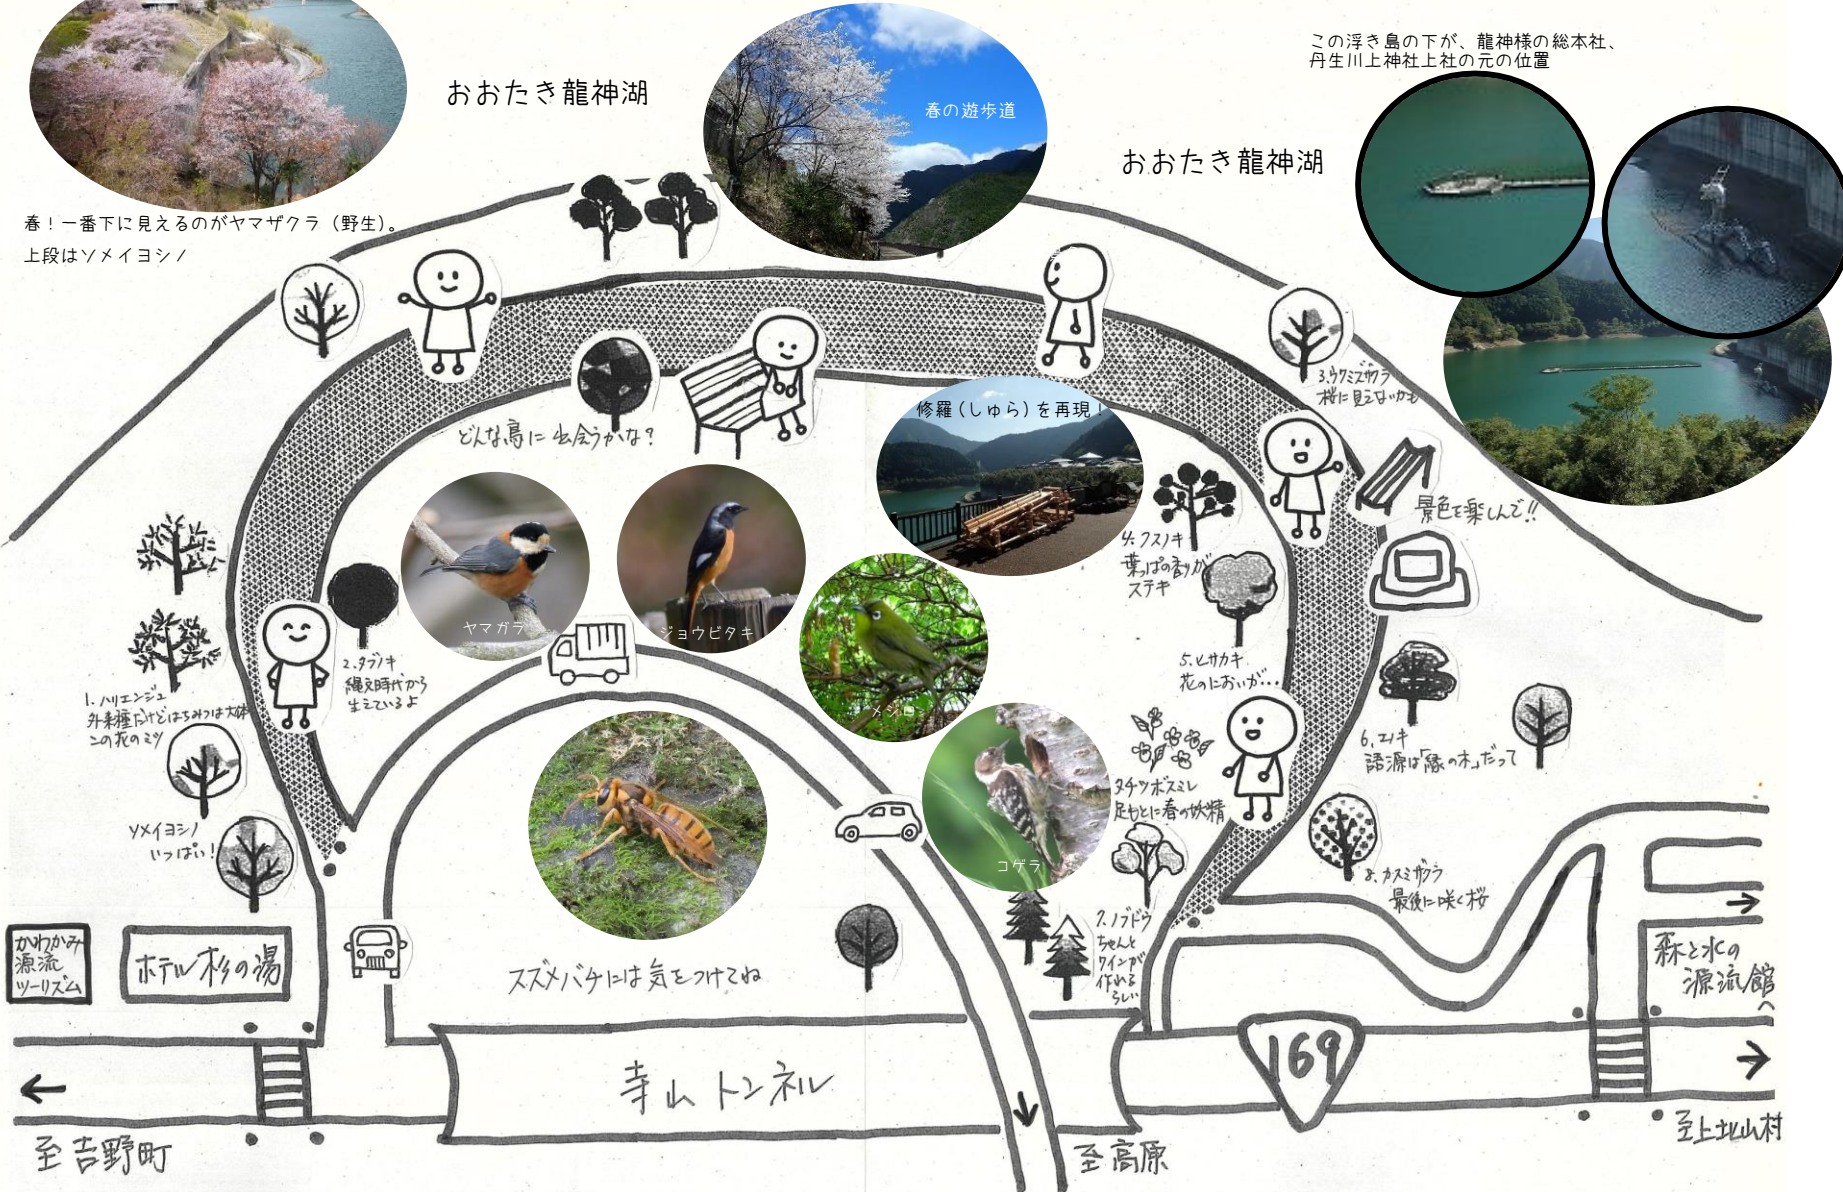 この浮き島の下が、龍神様の総本社、
丹生川上神社上社の元の位置
おおたき龍神湖
春の遊歩道
おおたき龍神湖
春！一番下に見えるのがヤマザクラ（野生）。
上段はソメイヨシノ
3.ウワミズザクラ
桜に見えないかも
修羅（しゅら）を再現！
どんな鳥に出会うかな？
景色を楽しんで!!
4.クスノキ
葉っぱの香りが
ステキ
ヤマガラ
ジョウビタキ
メジロ
コゲラ
1.ハリエンジュ
外来種だけどはちみつは大体
この花のミツ
2.タブノキ
縄文時代から
生えているよ
5.ヒサカキ
花のにおいが…
6.エノキ
語源は「縁の木」だって
タチツボスミレ
足もとに春の妖精
ソメイヨシノ
いっぱい！
8.カスミザクラ
最後に咲く桜
7.ノブドウ
ちゃんと
ワインが
作れる
らしい
かわかみ
源流
ツーリズム
ホテル杉の湯
スズメバチには気をつけてね
森と水の
源流館
へ
寺山トンネル
169
至吉野町
至高原
至上北山村